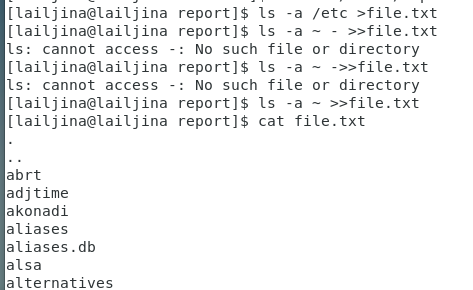 [lailjina@lailjina report]$ ls -a /etc >file.txt
[lailjina@lailjina report]$ ls -a ~ - >>file.txt
ls: cannot access -: No such file or directory
[lailjina@lailjina report]$ ls -a ~ ->>file.txt
ls: cannot access -: No such file or directory
[lailjina@lailjina report]$ ls -a ~ >>file.txt
[lailjina@lailjina report]$ cat file.txt
.
..
abrt
adjtime
akonadi
aliases
aliases.db
alsa
alternatives